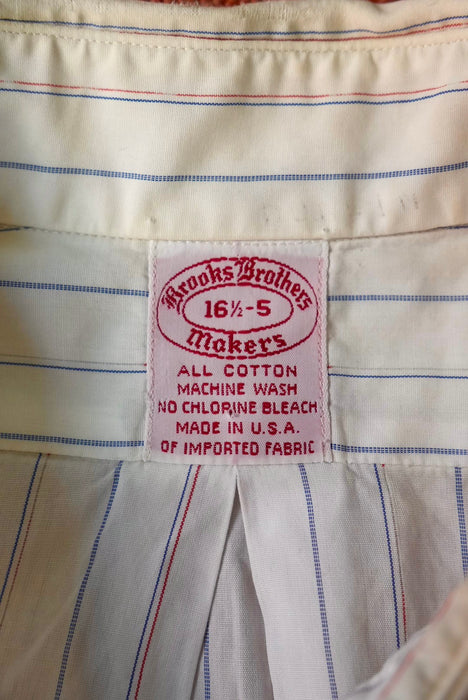 Brooks Brothers
16½-5
Makers
ALL COTTON
MACHINE WASH
NO CHLORINE BLEACH
MADE IN U.S.A.
OF IMPORTED FABRIC